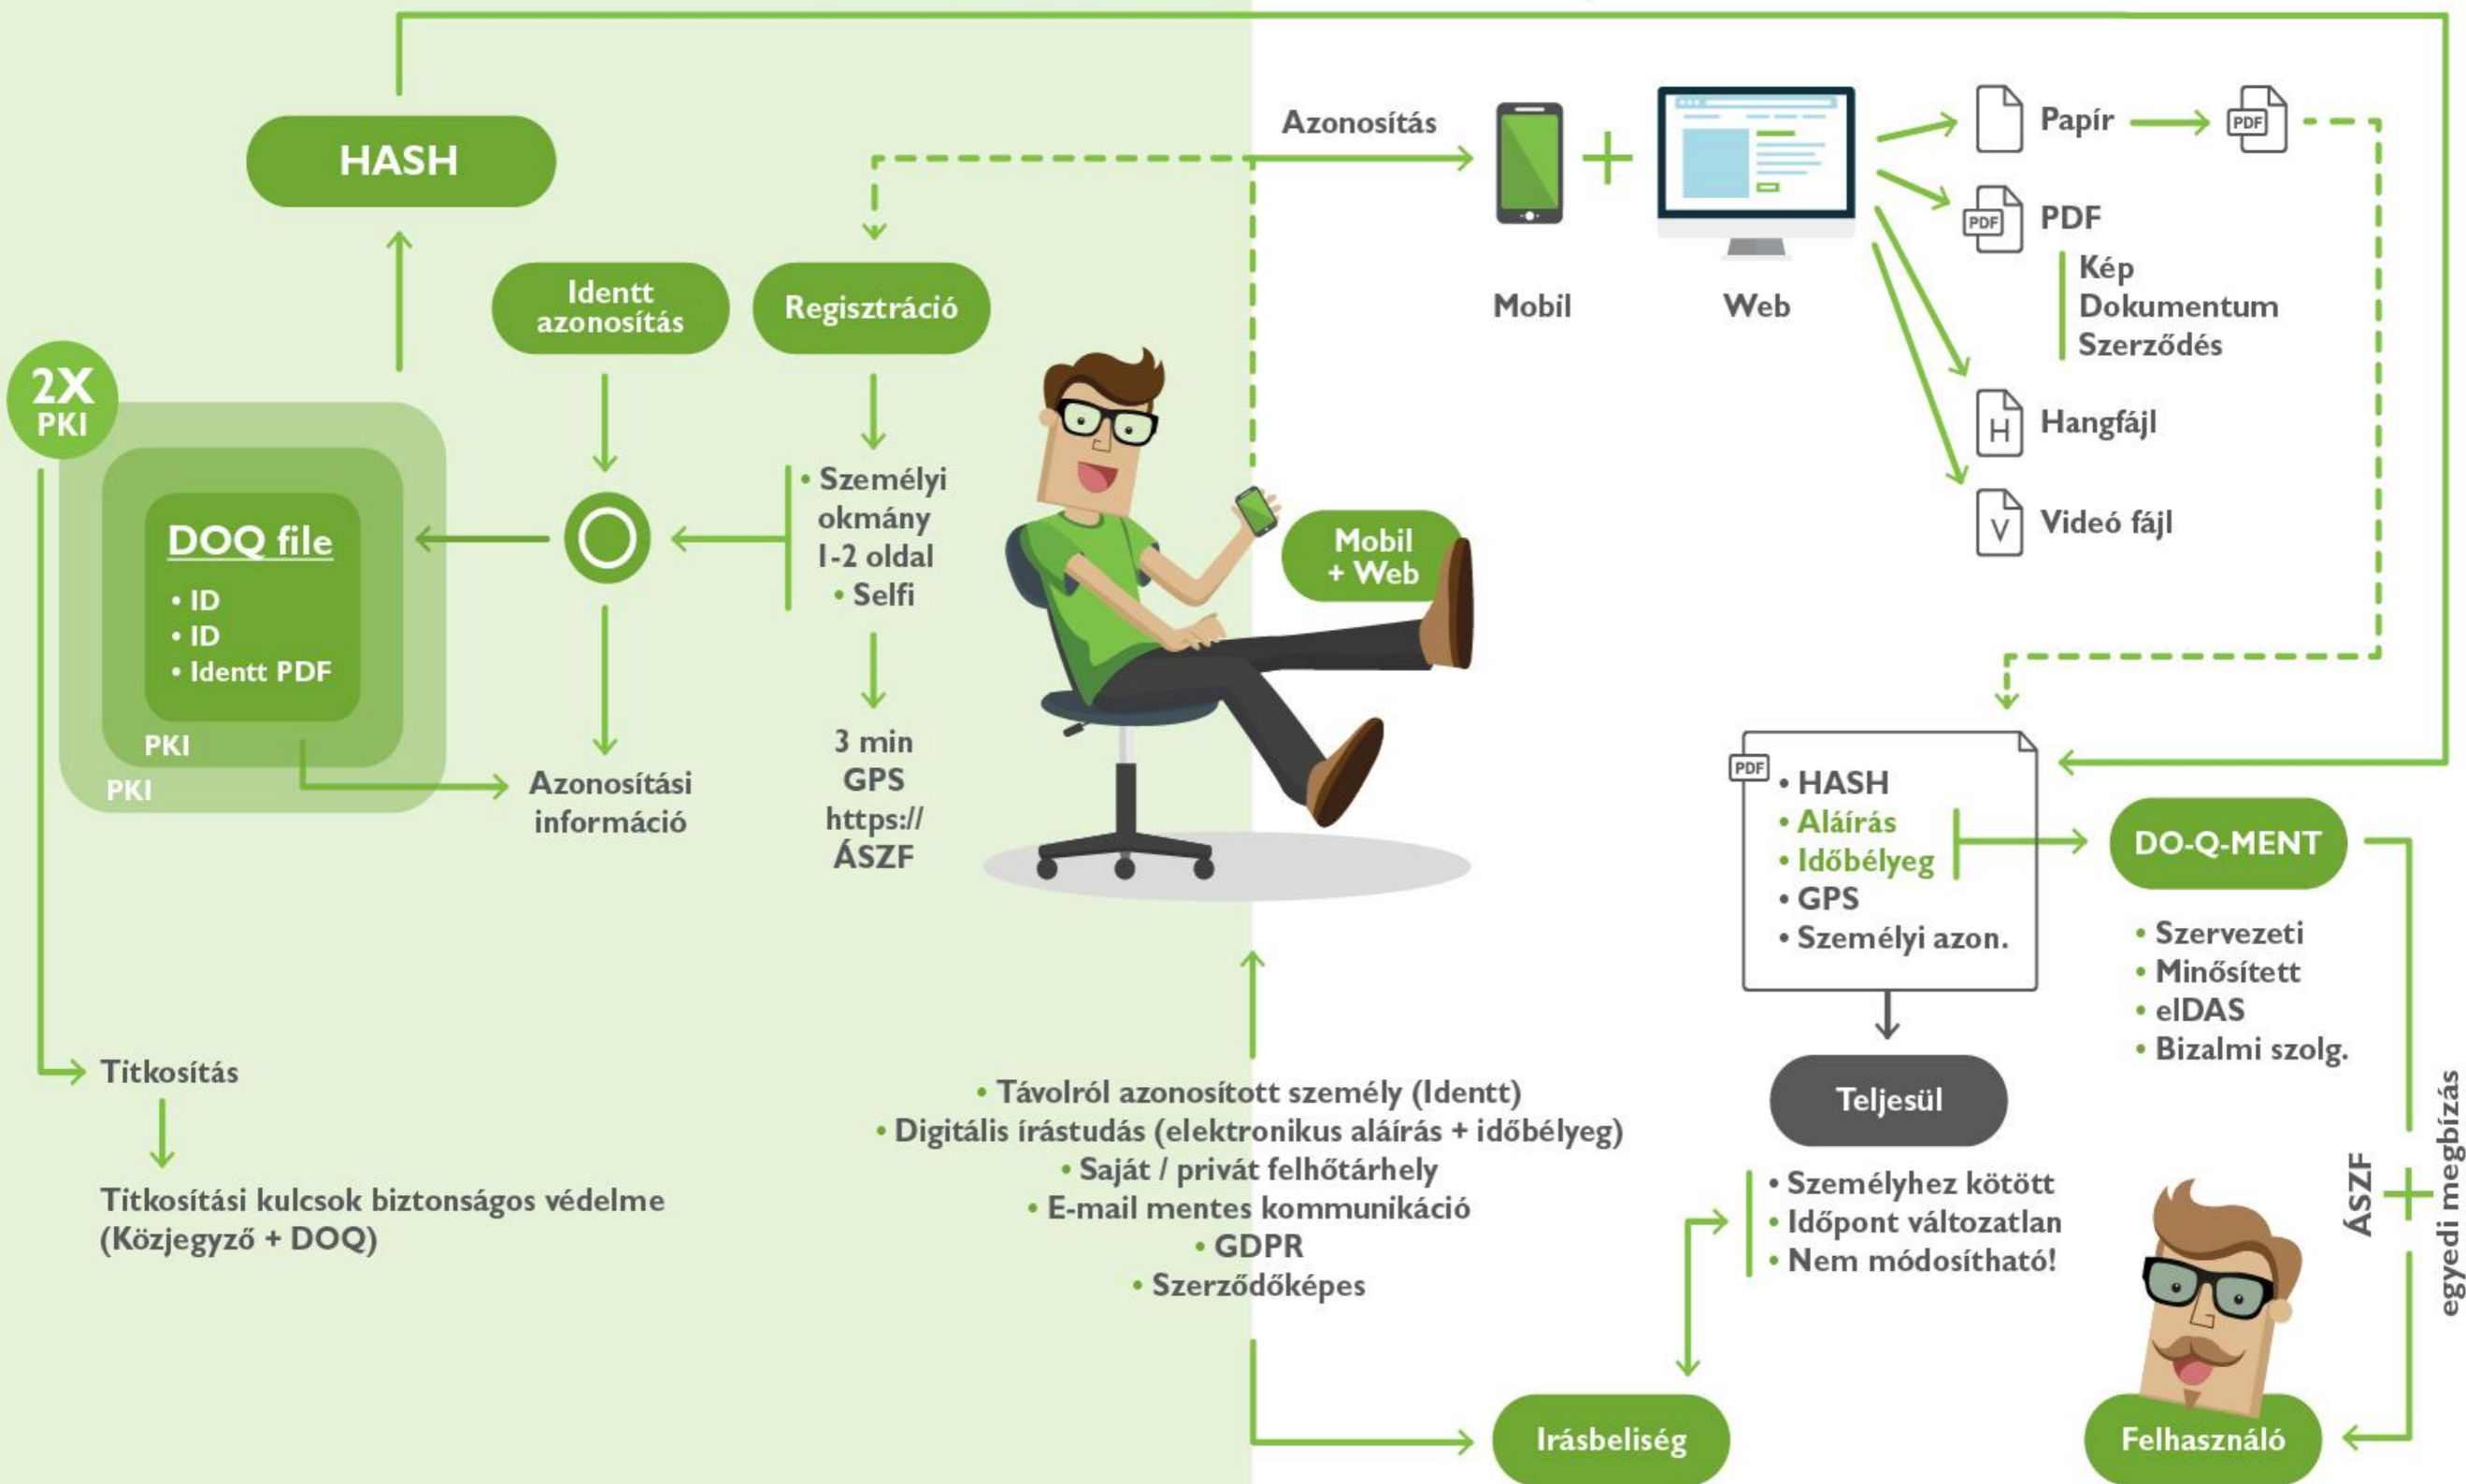 HASH
Identt
azonosítás
Regisztráció
2X
PKI
DOQ file
• ID
• ID
• Identt PDF
PKI
PKI
• Személyi
okmány
1-2 oldal
• Selfi
3 min
GPS
https://
ÁSZF
Azonosítási
információ
Titkosítás
Titkosítási kulcsok biztonságos védelme
(Közjegyző + DOQ)
Azonosítás
Mobil
Web
Papír
PDF
PDF
PDF
Kép
Dokumentum
Szerződés
H
Hangfájl
V
Videó fájl
Mobil
+ Web
PDF
• HASH
• Aláírás
• Időbélyeg
• GPS
• Személyi azon.
DO-Q-MENT
• Szervezeti
• Minősített
• eIDAS
• Bizalmi szolg.
Teljesül
• Személyhez kötött
• Időpont változatlan
• Nem módosítható!
• Távolról azonosított személy (Identt)
• Digitális írástudás (elektronikus aláírás + időbélyeg)
• Saját / privát felhőtárhely
• E-mail mentes kommunikáció
• GDPR
• Szerződőképes
ÁSZF
egyedi megbízás
Irásbeliség
Felhasználó